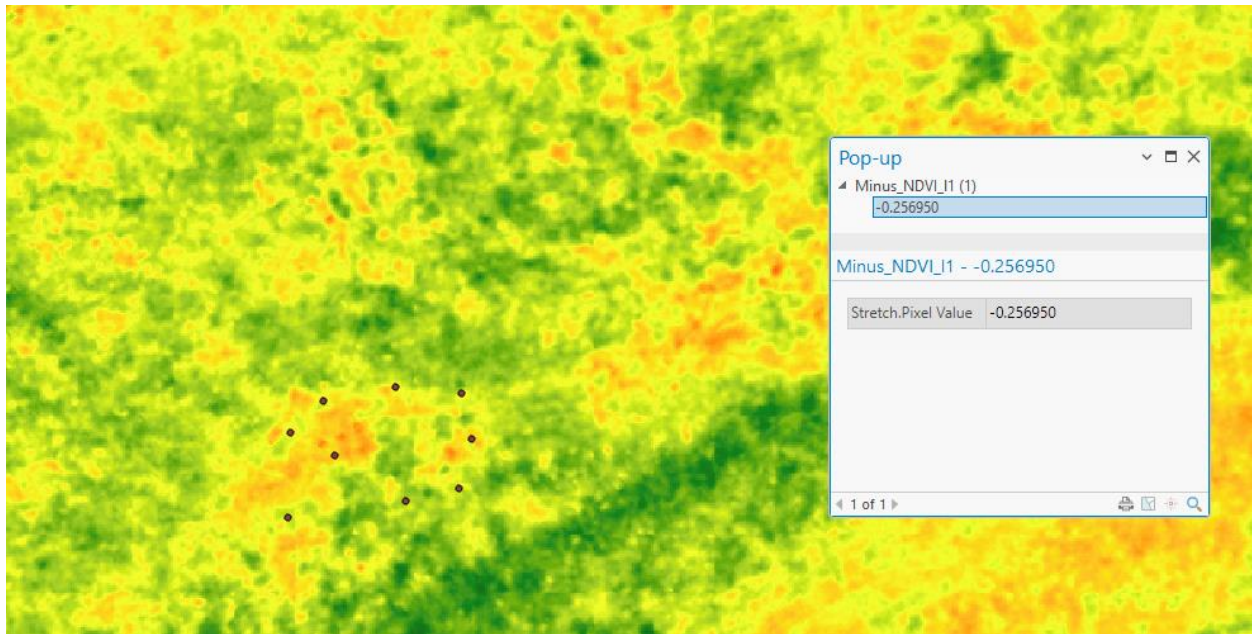 Pop-up
Minus_NDVI_I1 (1)
-0.256950
Minus_NDVI_I1 - -0.256950
Stretch.Pixel Value -0.256950
1 of 1